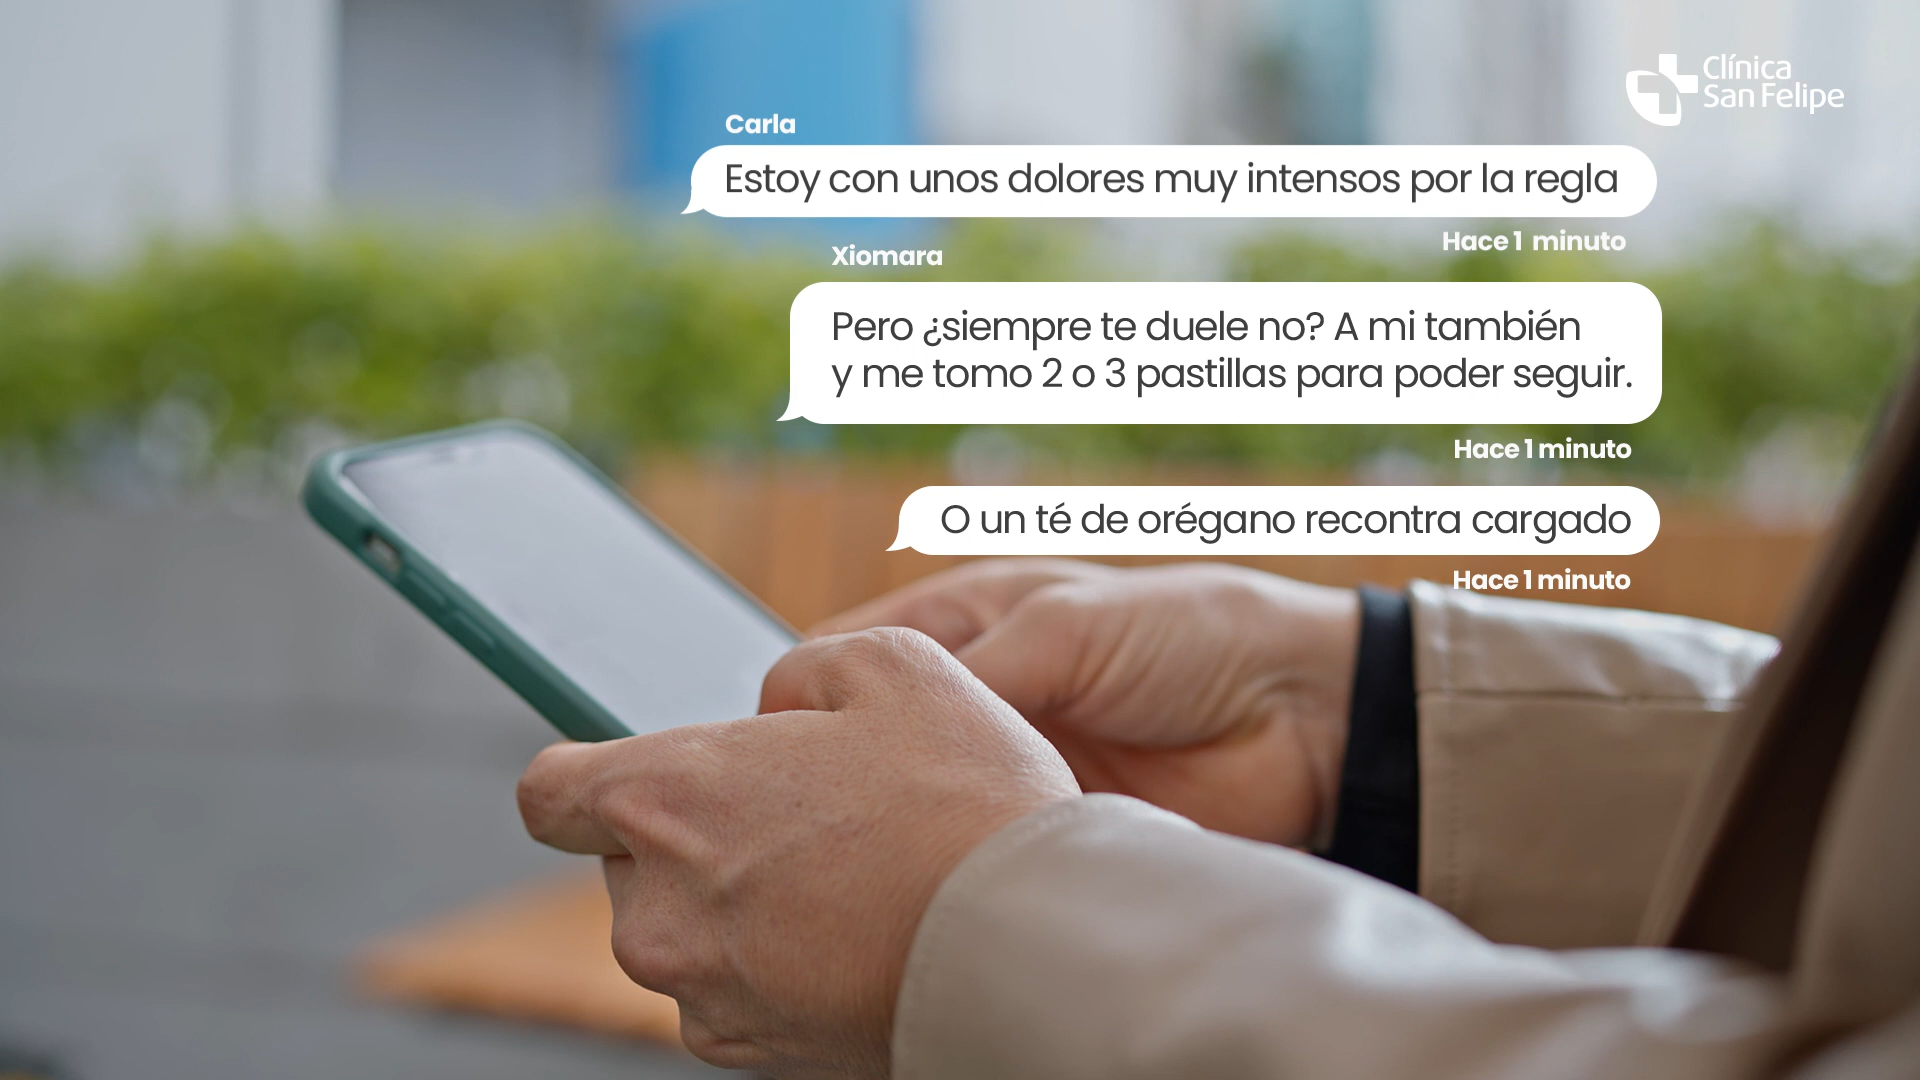 Clínica
San Felipe
Carla
Estoy con unos dolores muy intensos por la regla
Hace 1 minuto
Xiomara
Pero ¿siempre te duele no? A mi también
y me tomo 2 o 3 pastillas para poder seguir.
Hace 1 minuto
O un té de orégano recontra cargado
Hace 1 minuto